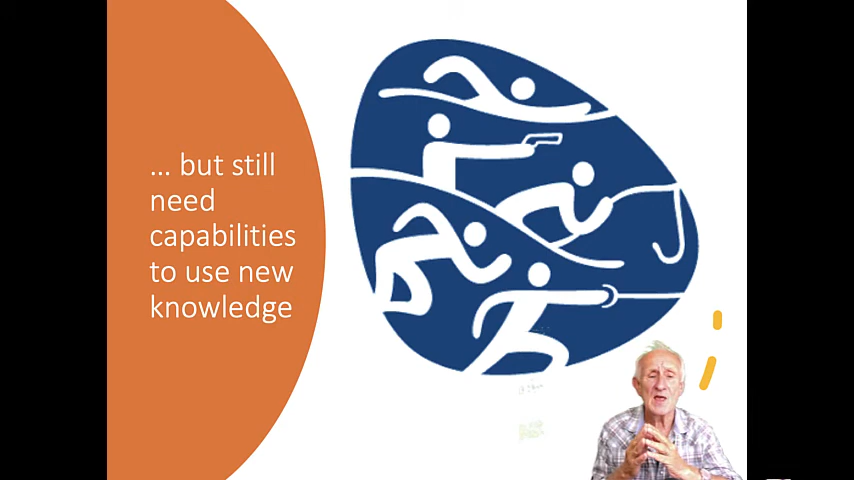 ... but still
need
capabilities
to use new
knowledge